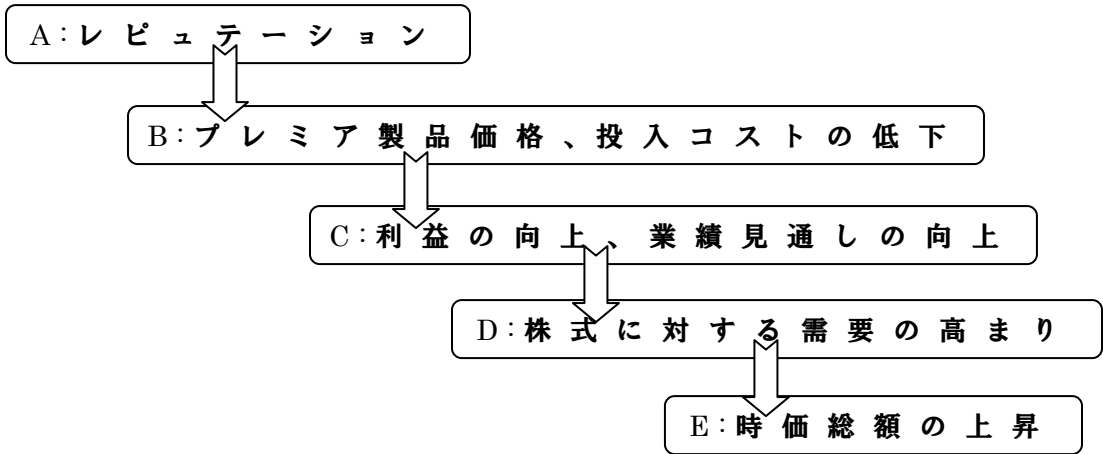 A：レピュテーション
B：プレミア製品価格、投入コストの低下
C：利益の向上、業績見通しの向上
D：株式に対する需要の高まり
E：時価総額の上昇